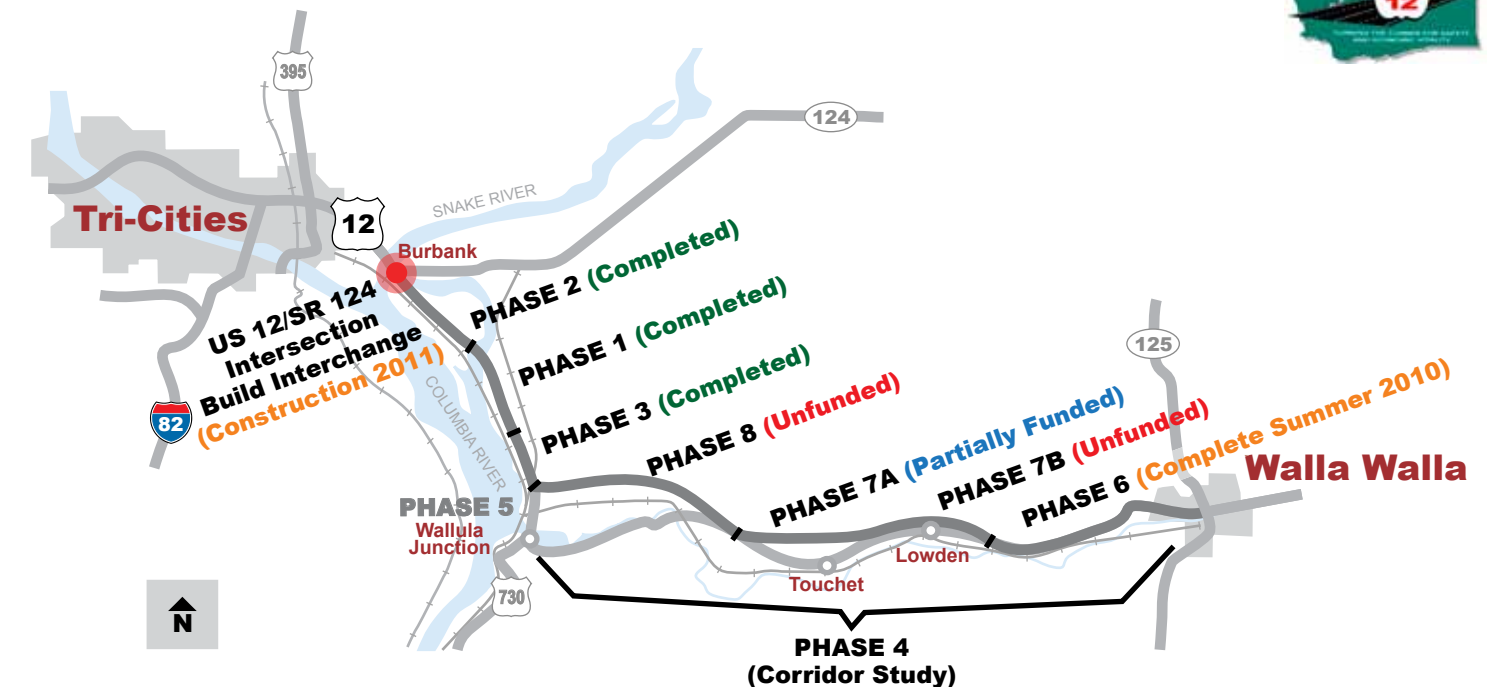 12
395
124
Tri-Cities
12
SNAKE RIVER
Burbank
PHASE 2 (Completed)
US 12/SR 124
Intersection
Build Interchange
(Construction 2011)
PHASE 1 (Completed)
125
COLUMBIA RIVER
82
PHASE 3 (Completed)
PHASE 8 (Unfunded)
PHASE 7A (Partially Funded)
PHASE 7B (Unfunded)
PHASE 6 (Complete Summer 2010)
Walla Walla
PHASE 5
Wallula
Junction
Lowden
Touchet
730
N
PHASE 4
(Corridor Study)